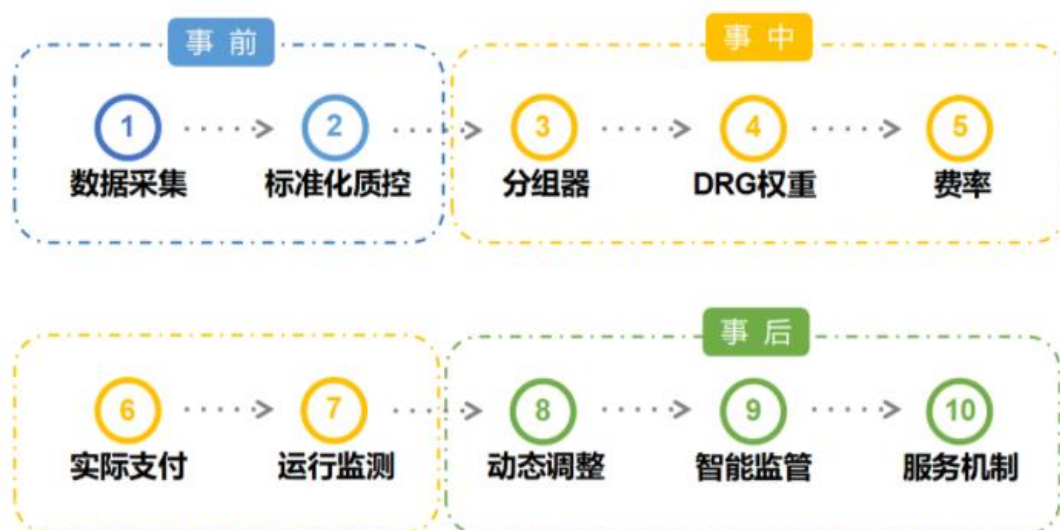 事前
事中
1
2
3
4
5
数据采集
标准化质控
分组器
DRG权重
费率
事后
6
7
8
9
10
实际支付
运行监测
动态调整
智能监管
服务机制